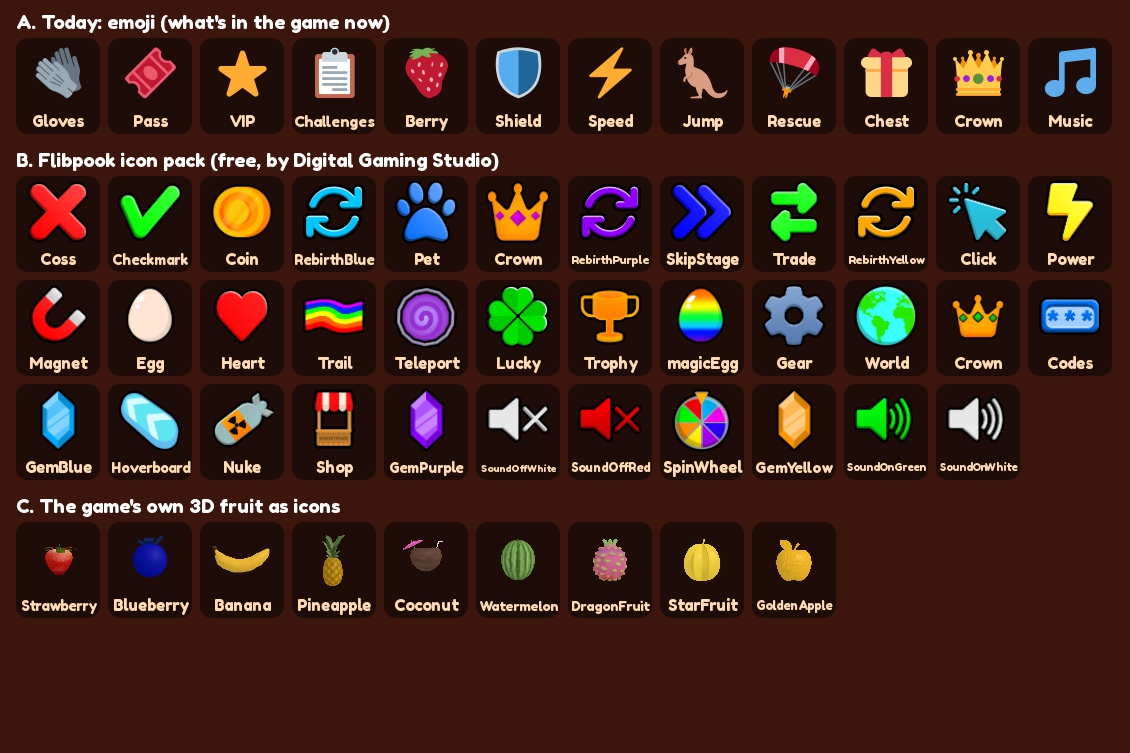 A. Today: emoji (what's in the game now)
Gloves Pass VIP Challenges Berry Shield Speed Jump Rescue Chest Crown Music
B. Flibpook icon pack (free, by Digital Gaming Studio)
Coss Checkmark Coin RebirthBlue Pet Crown RebirthPurple SkipStage Trade RebirthYellow Click Power
Magnet Egg Heart Trail Teleport Lucky Trophy magicEgg Gear World Crown Codes
GemBlue Hoverboard Nuke Shop GemPurple SoundOffWhite SoundOffRed SpinWheel GemYellow SoundOnGreen SoundOnWhite
C. The game's own 3D fruit as icons
Strawberry Blueberry Banana Pineapple Coconut Watermelon DragonFruit StarFruit Golden Apple